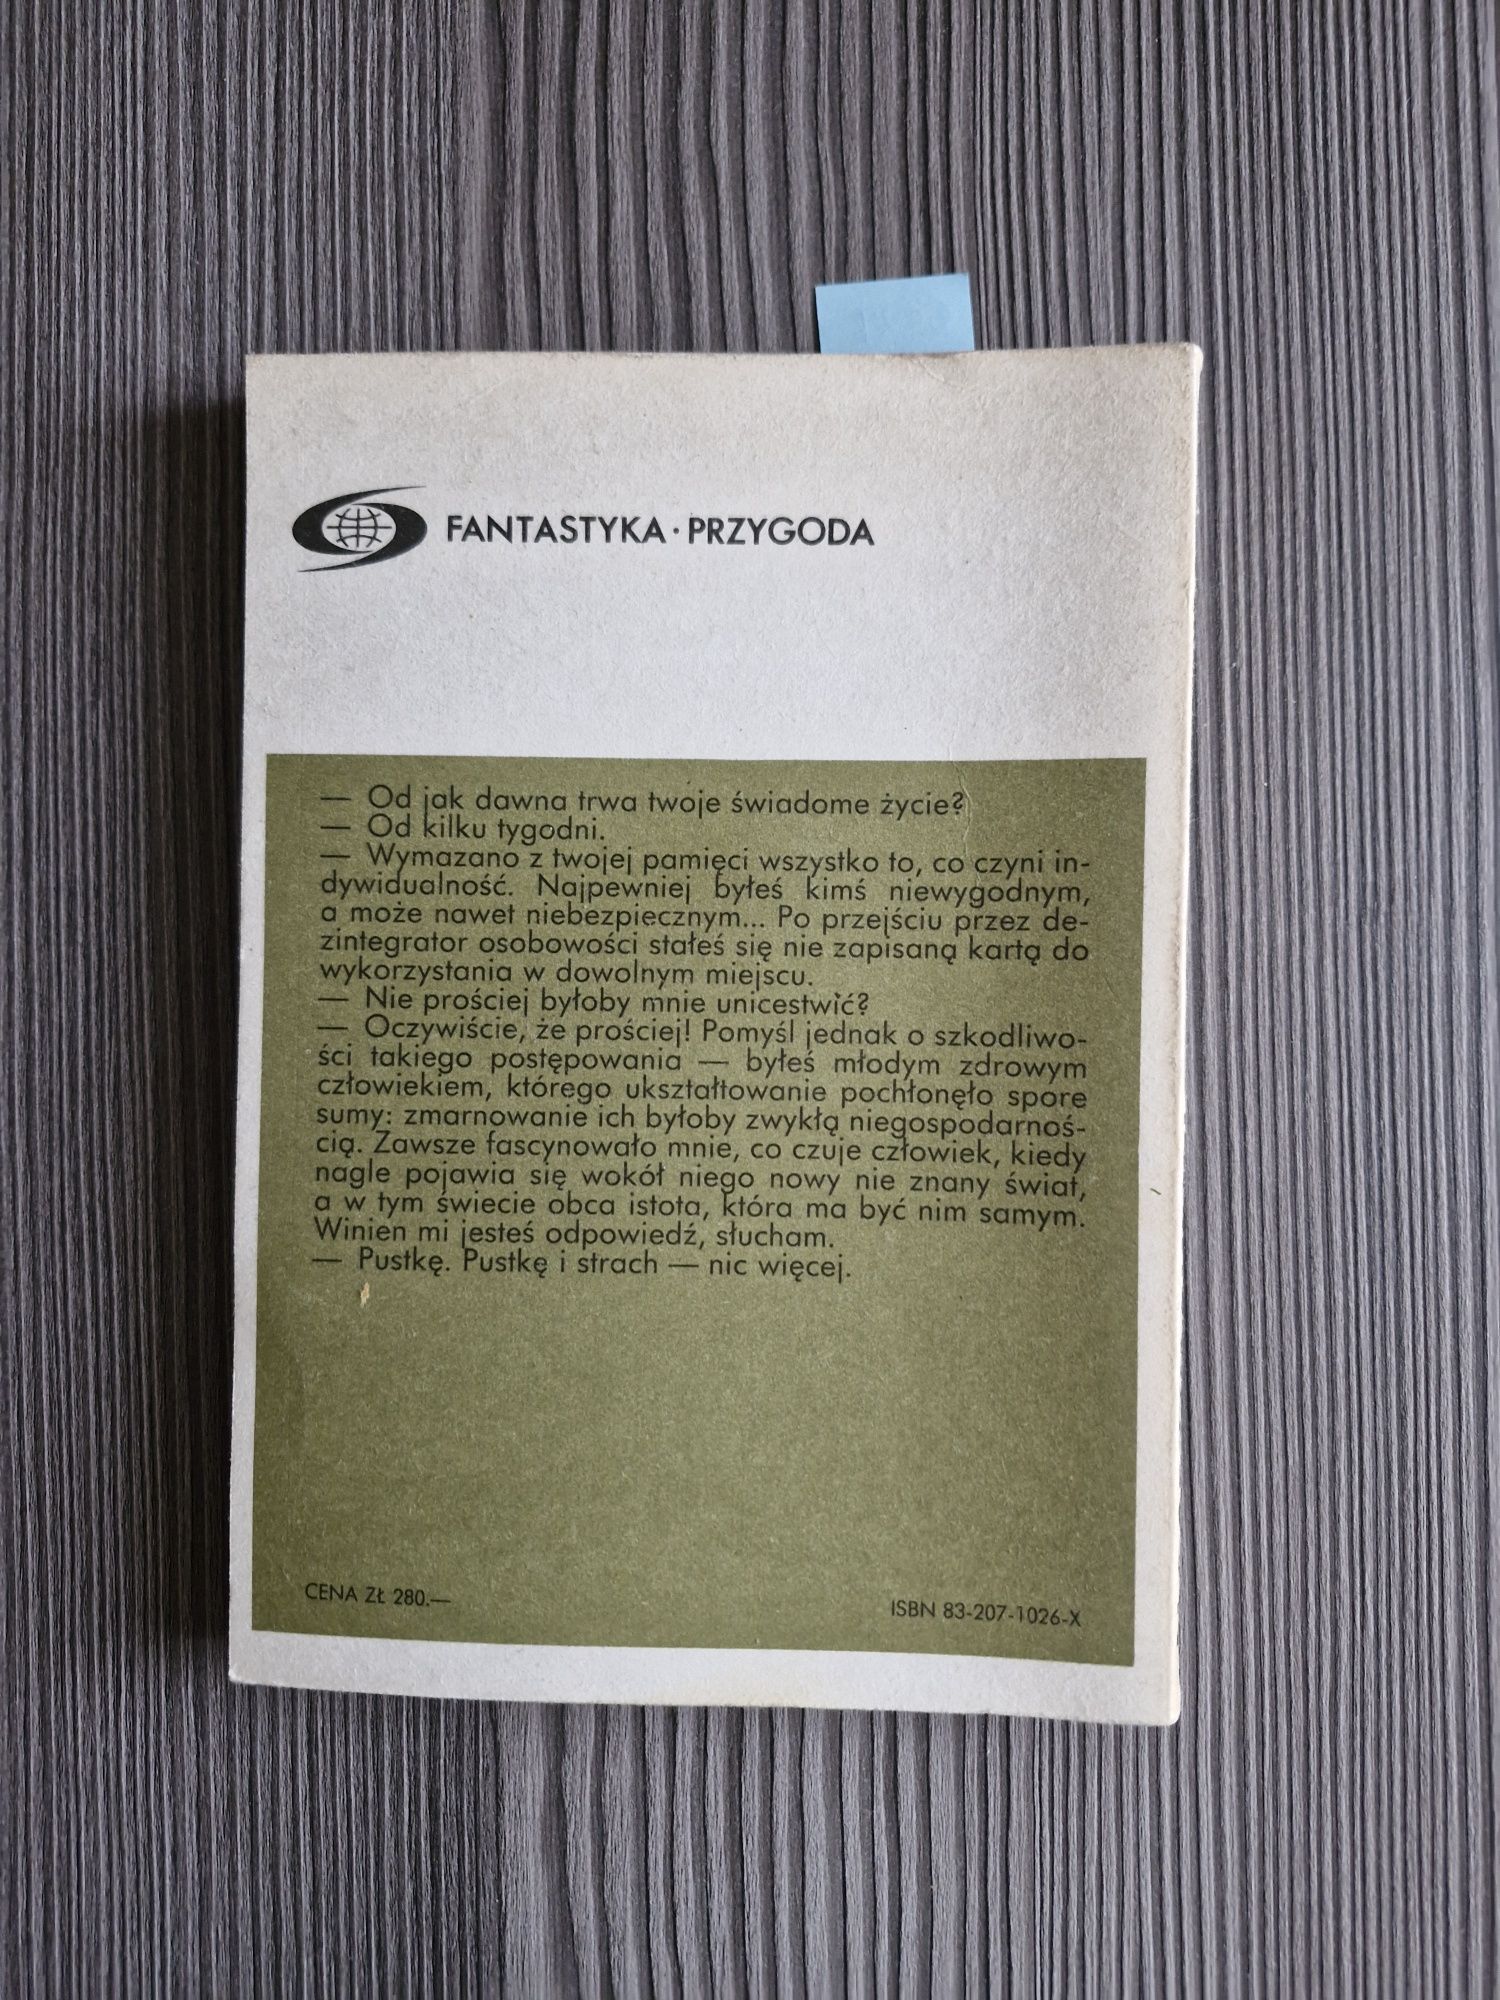 FANTASTYKA · PRZYGODA
— Od jak dawna trwa twoje świadome życie?
— Od kilku tygodni.
— Wymazano z twojej pamięci wszystko to, co czyni in-
dywidualność. Najpewniej byłeś kimś niewygodnym,
a może nawet niebezpiecznym... Po przejściu przez de-
zintegrator osobowości stałeś się nie zapisaną kartą do
wykorzystania w dowolnym miejscu.
— Nie prościej byłoby mnie unicestwić?
— Oczywiście, że prościej! Pomyśl jednak o szkodliwo-
ści takiego postępowania — byłeś młodym zdrowym
człowiekiem, którego ukształtowanie pochłonęło spore
sumy: zmarnowanie ich byłoby zwykłą niegospodarnoś-
cią. Zawsze fascynowało mnie, co czuje człowiek, kiedy
nagle pojawia się wokół niego nowy nie znany świat,
a w tym świecie obca istota, która ma być nim samym.
Winien mi jesteś odpowiedź, słucham.
— Pustkę. Pustkę i strach — nic więcej.
CENA ZŁ 280.—
ISBN 83-207-1026-X